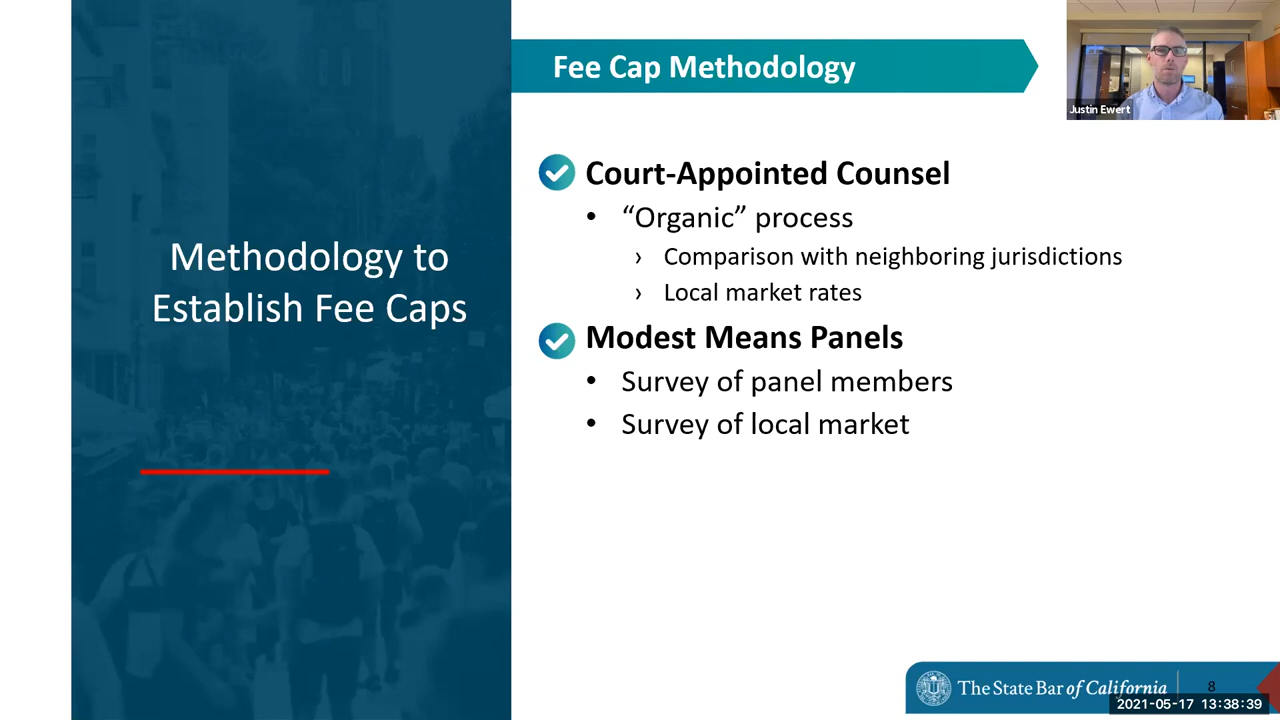 Fee Cap Methodology
Justin Ewert
Methodology to
Establish Fee Caps
Court-Appointed Counsel
• “Organic” process
› Comparison with neighboring jurisdictions
› Local market rates
Modest Means Panels
• Survey of panel members
• Survey of local market
The State Bar of California
8
2021-05-17 13:38:39